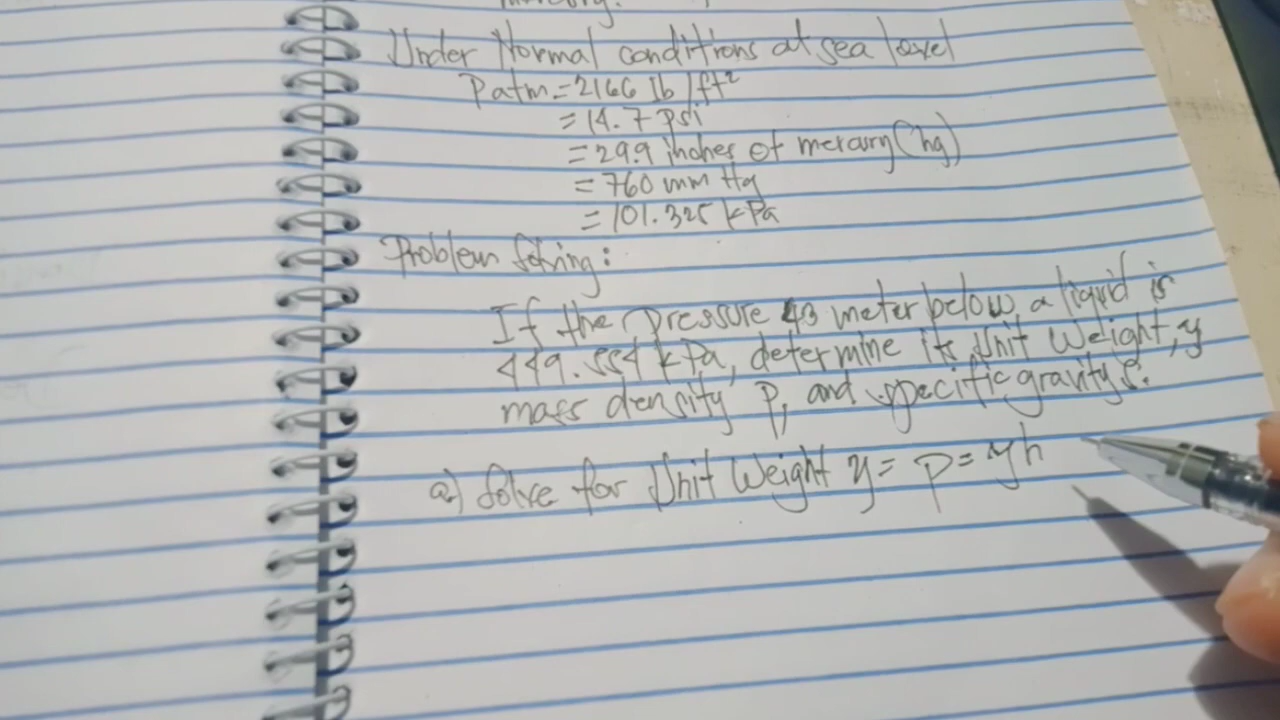 Under Normal conditions at sea level
Patm = 2166 lb/ft²
= 14.7 psi
= 29.9 inches of mercury (hg)
= 760 mm Hg
= 101.325 kPa
Problem Solving:
If the pressure 43 meter below a liquid is
449.554 kPa, determine its Unit Weight, γ
mass density ρ, and specific gravity s.
a.) Solve for Unit Weight γ = p = γh